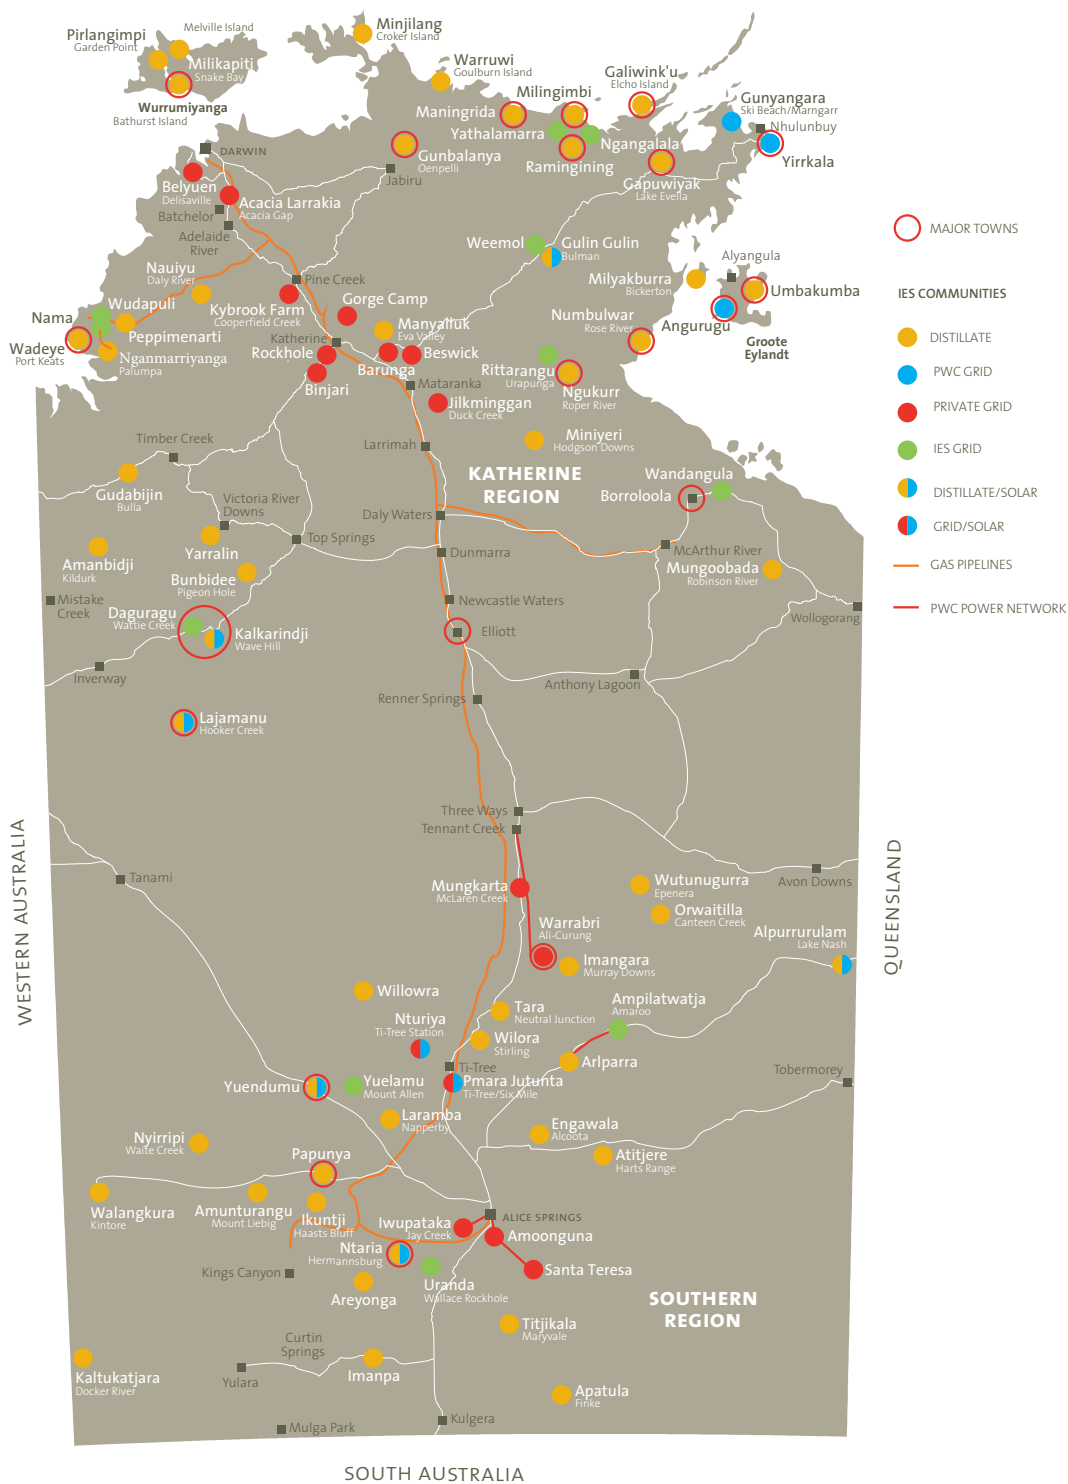 Minjilang
Croker Island
Melville Island
Pirlangimpi
Garden Point
Milikapiti
Snake Bay
Wurrumiyanga
Bathurst Island
Warruwi
Goulburn Island
Galiwink'u
Elcho Island
Milingimbi
Maningrida
Yathalamarra
Ngangalala
Ramingining
Gunyangara
Ski Beach/Marngarr
Nhulunbuy
Yirrkala
Gapuwiyak
Lake Evella
DARWIN
Gunbalanya
Oenpelli
Jabiru
Belyuen
Delisaville
Acacia Larrakia
Acacia Gap
Batchelor
Adelaide
River
MAJOR TOWNS
Weemol
Gulin Gulin
Bulman
Alyangula
Milyakburra
Bickerton
Umbakumba
Angurugu
Groote
Eylandt
IES COMMUNITIES
Nauiyu
Daly River
Pine Creek
Wudapuli
Nama
Peppimenarti
Wadeye
Port Keats
Nganmarriyanga
Palumpa
Kybrook Farm
Cooperfield Creek
Gorge Camp
Manyalluk
Eva Valley
Katherine
Rockhole
Barunga
Beswick
Binjari
Mataranka
Jilkminggan
Duck Creek
Numbulwar
Rose River
Rittarangu
Urapunga
Ngukurr
Roper River
DISTILLATE
PWC GRID
PRIVATE GRID
IES GRID
DISTILLATE/SOLAR
GRID/SOLAR
GAS PIPELINES
PWC POWER NETWORK
Timber Creek
Larrimah
Miniyeri
Hodgson Downs
KATHERINE
REGION
Gudabijin
Bulla
Victoria River
Downs
Wandangula
Borroloola
Daly Waters
Yarralin
Top Springs
Dunmarra
McArthur River
Amanbidji
Kildurk
Bunbidee
Pigeon Hole
Mungoobada
Robinson River
Mistake
Creek
Newcastle Waters
Wollogorang
Daguragu
Wattie Creek
Kalkarindji
Wave Hill
Elliott
Inverway
Anthony Lagoon
Renner Springs
Lajamanu
Hooker Creek
Three Ways
Tennant Creek
WESTERN AUSTRALIA
QUEENSLAND
Tanami
Avon Downs
Mungkarta
McLaren Creek
Wutunugurra
Epenera
Orwaitilla
Canteen Creek
Warrabri
Ali-Curung
Alpurrurulam
Lake Nash
Imangara
Murray Downs
Willowra
Tara
Neutral Junction
Ampilatwatja
Amaroo
Nturiya
Ti-Tree Station
Wilora
Stirling
Arlparra
Ti-Tree
Tobermorey
Yuendumu
Yuelamu
Mount Allen
Pmara Jutunta
Ti-Tree/Six Mile
Laramba
Napperby
Engawala
Alcoota
Nyirripi
Waite Creek
Atitjere
Harts Range
Papunya
Walangkura
Kintore
Amunturangu
Mount Liebig
Ikuntji
Haasts Bluff
Iwupataka
Jay Creek
ALICE SPRINGS
Amoonguna
Ntaria
Hermannsburg
Santa Teresa
Kings Canyon
Areyonga
Uranda
Wallace Rockhole
SOUTHERN
REGION
Titjikala
Maryvale
Curtin
Springs
Kaltukatjara
Docker River
Yulara
Imanpa
Apatula
Finke
Mulga Park
Kulgera
SOUTH AUSTRALIA